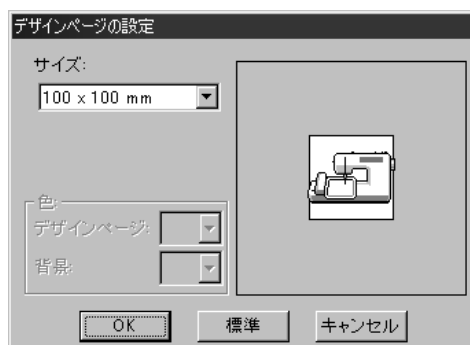 デザインページの設定
サイズ:
100 x 100 mm
色:
デザインページ:
背景:
OK
標準
キャンセル